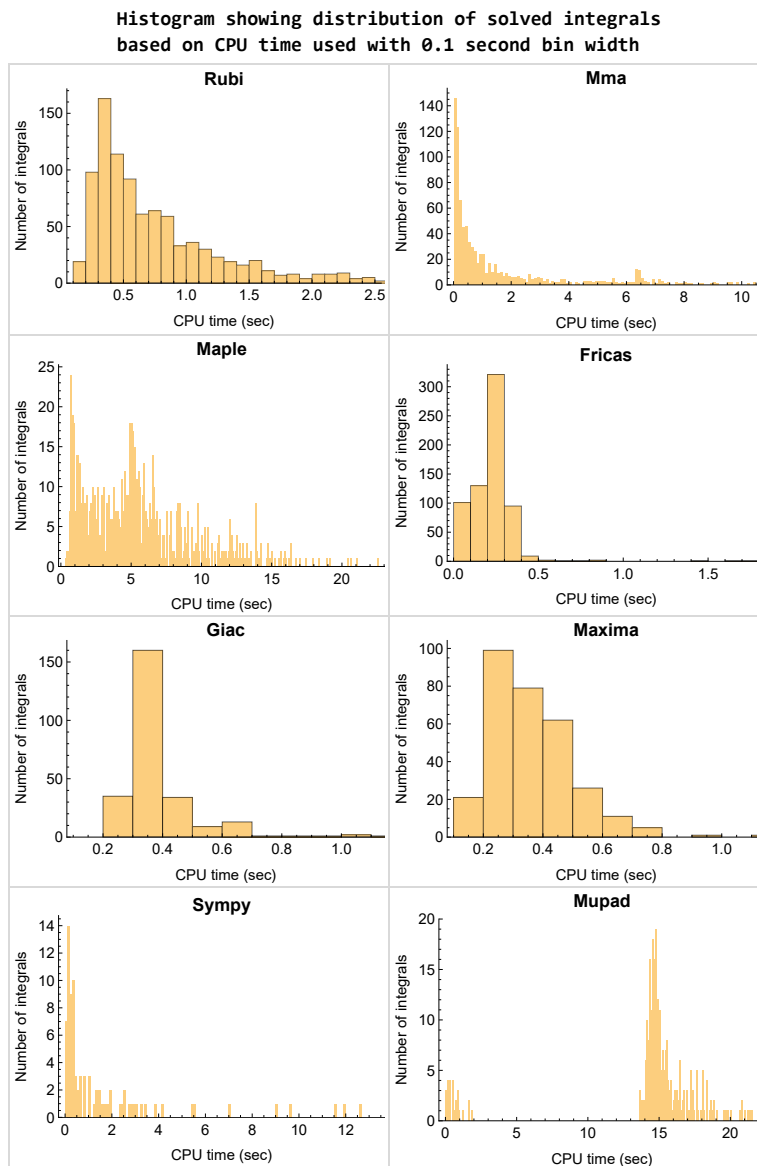 Histogram showing distribution of solved integrals
based on CPU time used with 0.1 second bin width
Rubi
Number of integrals
150
100
50
0
0.5 1.0 1.5 2.0 2.5
CPU time (sec)
Mma
Number of integrals
140
120
100
80
60
40
20
0
0 2 4 6 8 10
CPU time (sec)
Maple
Number of integrals
25
20
15
10
5
0
0 5 10 15 20
CPU time (sec)
Fricas
Number of integrals
300
250
200
150
100
50
0
0.0 0.5 1.0 1.5
CPU time (sec)
Giac
Number of integrals
150
100
50
0
0.2 0.4 0.6 0.8 1.0
CPU time (sec)
Maxima
Number of integrals
100
80
60
40
20
0
0.2 0.4 0.6 0.8 1.0
CPU time (sec)
Sympy
Number of integrals
14
12
10
8
6
4
2
0
0 2 4 6 8 10 12
CPU time (sec)
Mupad
Number of integrals
20
15
10
5
0
0 5 10 15 20
CPU time (sec)